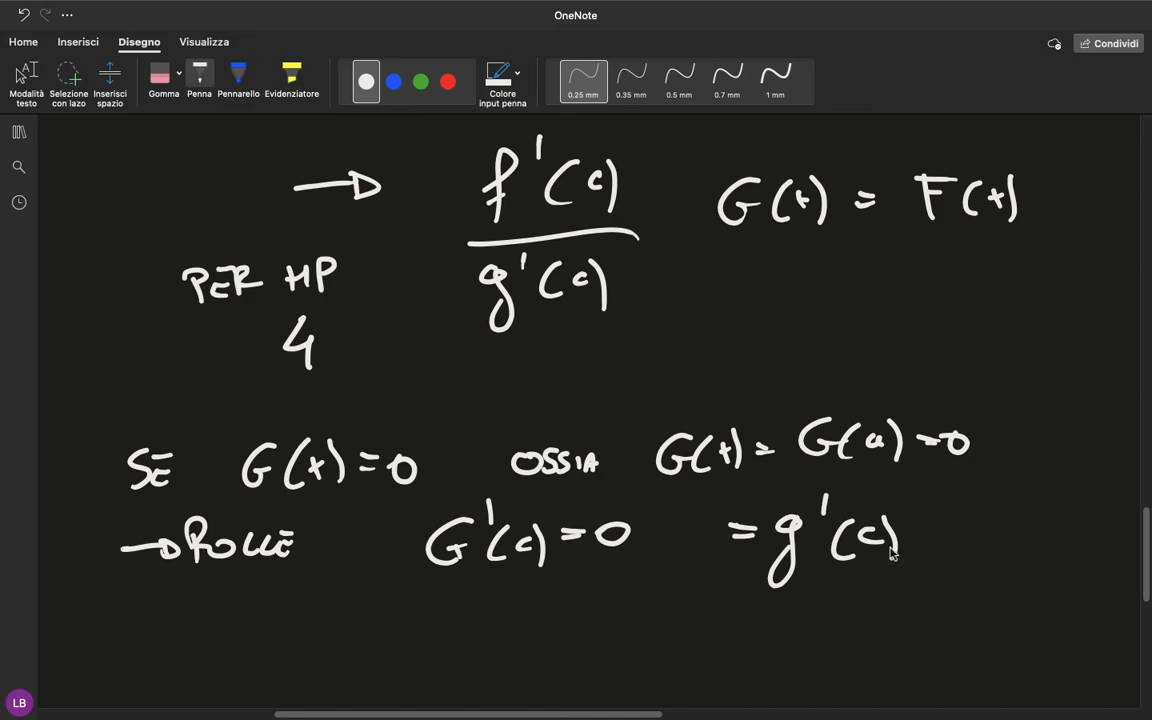 OneNote
Home Inserisci Disegno Visualizza
Condividi
Modalità testo
Selezione con lazo
Inserisci spazio
Gomma
Penna
Pennarello
Evidenziatore
Colore input penna
0.25 mm
0.35 mm
0.5 mm
0.7 mm
1 mm
→ f'(c)
g'(c)
G(x) = F(x)
PER HP
4
SE G(x)=0 OSSIA G(x)= G(a)=0
→ ROLLE G'(c)=0 = g'(c)
LB